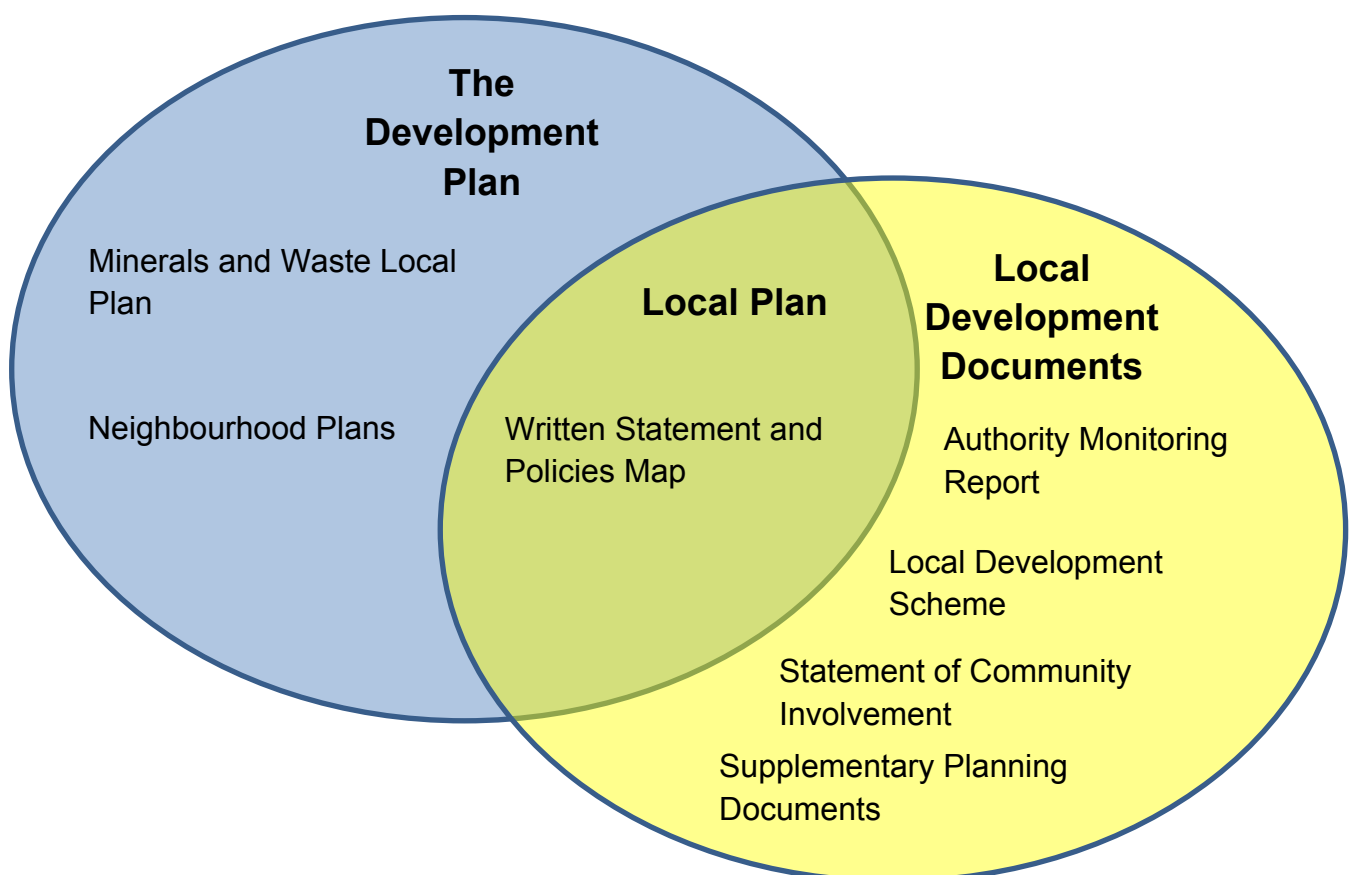 The
Development
Plan
Minerals and Waste Local
Plan
Neighbourhood Plans
Local Plan
Written Statement and
Policies Map
Local
Development
Documents
Authority Monitoring
Report
Local Development
Scheme
Statement of Community
Involvement
Supplementary Planning
Documents